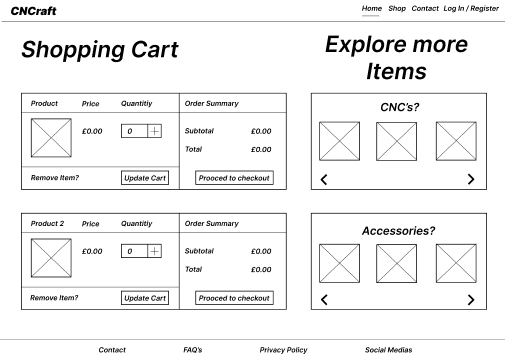 CNCraft
Home Shop Contact Log In / Register
Shopping Cart
Explore more
Items
Product Price Quantitiy Order Summary
£0.00 0 Subtotal £0.00
Total £0.00
Remove Item? Update Cart Prooced to checkout
CNC's?
Product 2 Price Quantitiy Order Summary
£0.00 0 Subtotal £0.00
Total £0.00
Remove Item? Update Cart Prooced to checkout
Accessories?
Contact FAQ's Privacy Policy Social Medias